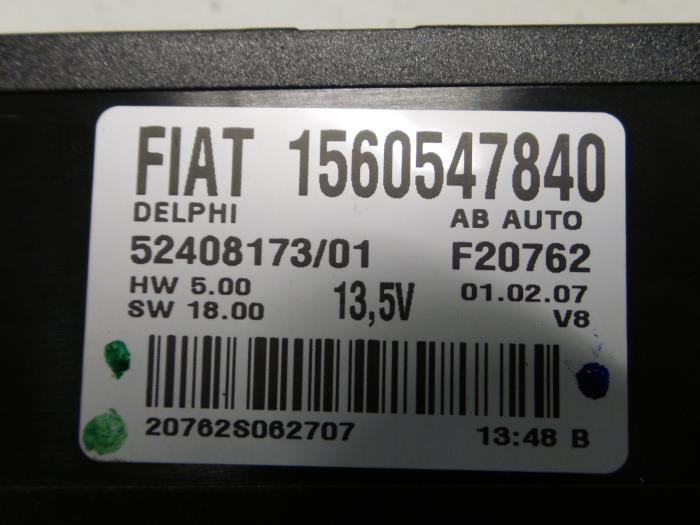 FIAT 1560547840
DELPHI AB AUTO
52408173/01 F20762
HW 5.00 13,5V 01.02.07
SW 18.00 V8
20762S062707 13:48 B